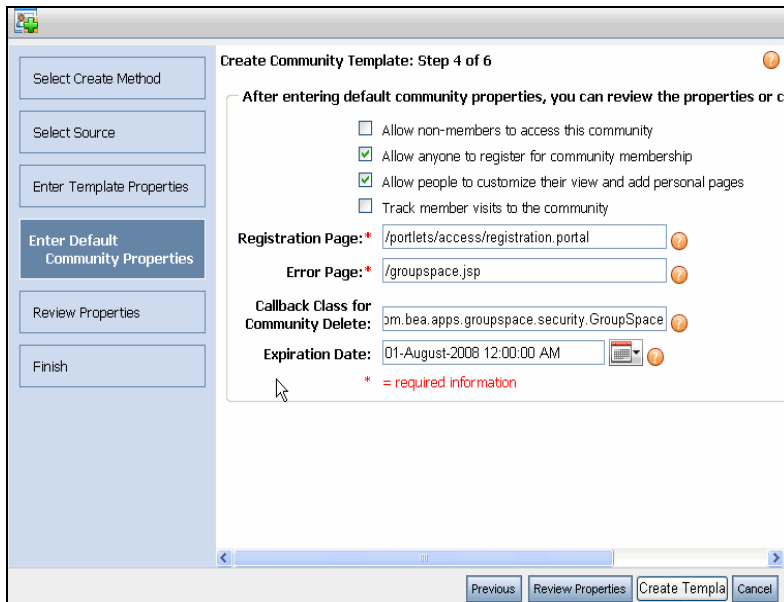 Create Community Template: Step 4 of 6
Select Create Method
Select Source
Enter Template Properties
Enter Default
Community Properties
Review Properties
Finish
After entering default community properties, you can review the properties or c
Allow non-members to access this community
Allow anyone to register for community membership
Allow people to customize their view and add personal pages
Track member visits to the community
Registration Page:* /portlets/access/registration.portal
Error Page:* /groupspace.jsp
Callback Class for
Community Delete: om.bea.apps.groupspace.security.GroupSpace
Expiration Date: 01-August-2008 12:00:00 AM
* = required information
Previous Review Properties Create Templa Cancel